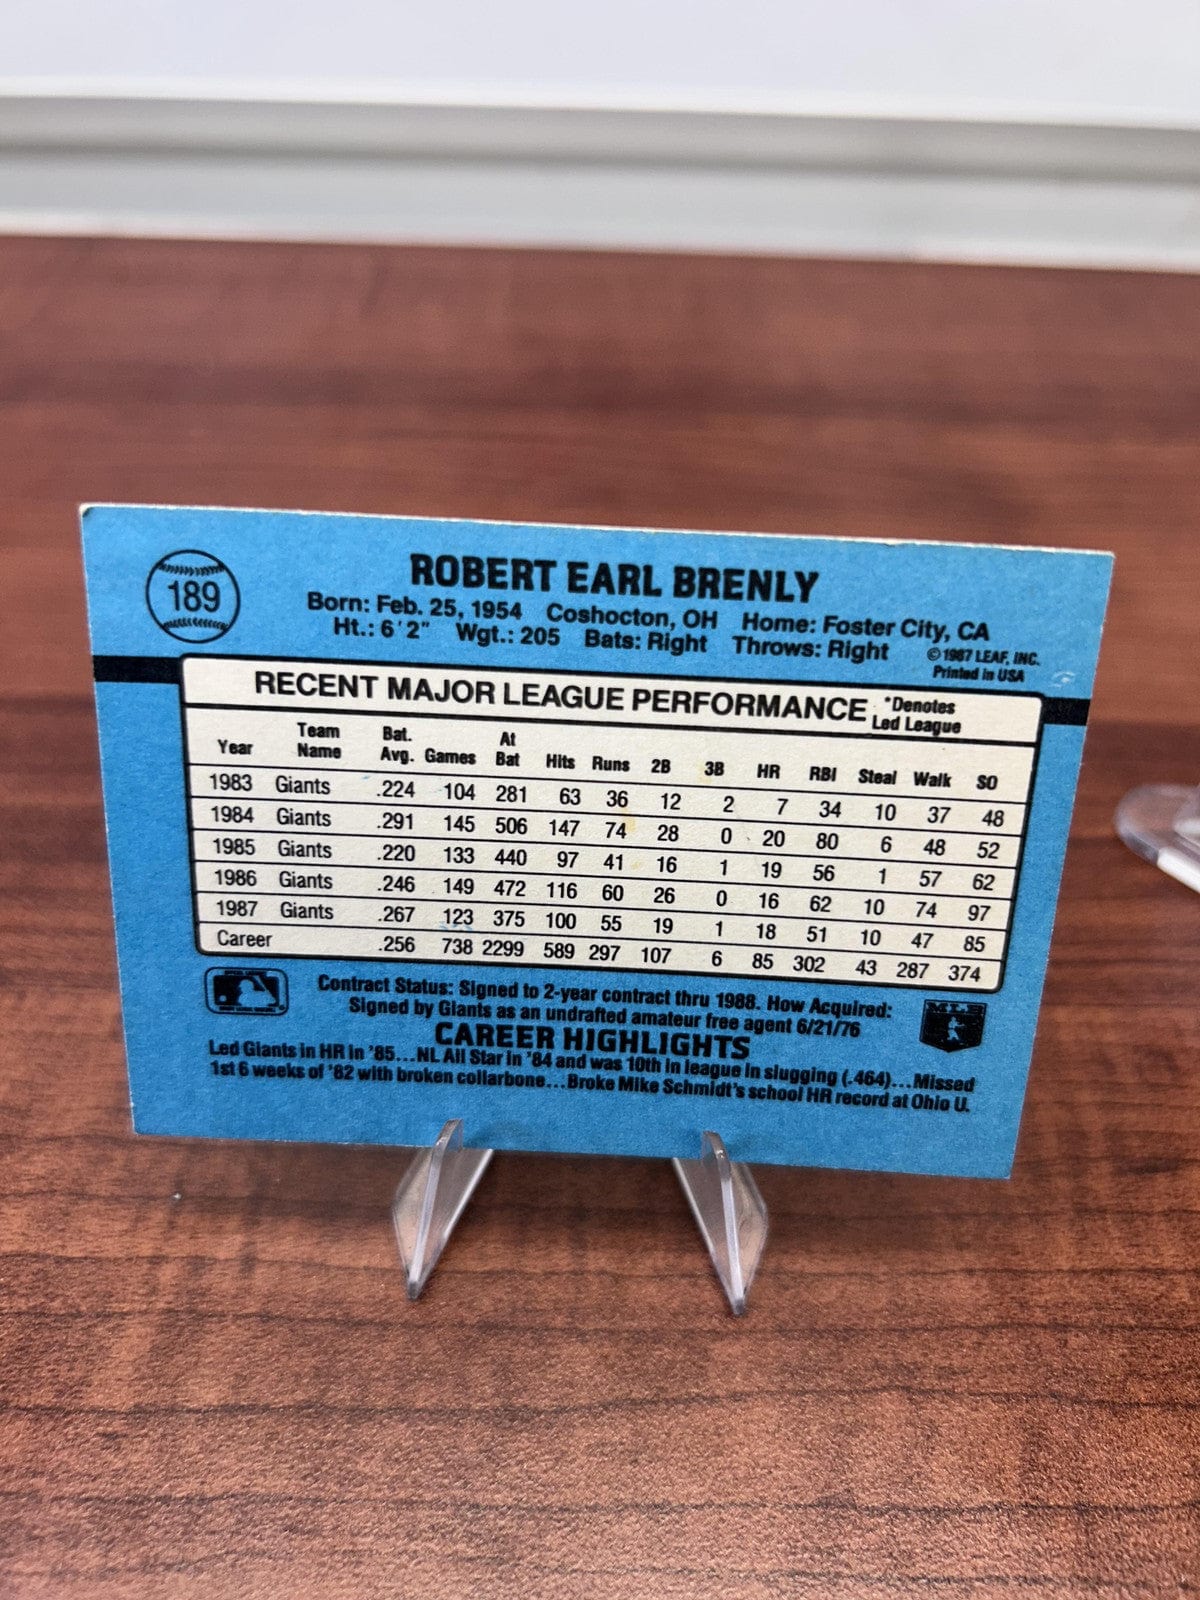 189
ROBERT EARL BRENLY
Born: Feb. 25, 1954 Coshocton, OH Home: Foster City, CA
Ht.: 6'2" Wgt.: 205 Bats: Right Throws: Right
©1987 LEAF, INC.
Printed in USA
RECENT MAJOR LEAGUE PERFORMANCE *Denotes
Led League
Year Team Name Bat. Avg. Games At Bat Hits Runs 2B 3B HR RBI Steal Walk SO
1983 Giants .224 104 281 63 36 12 2 7 34 10 37 48
1984 Giants .291 145 506 147 74 28 0 20 80 6 48 52
1985 Giants .220 133 440 97 41 16 1 19 56 1 57 62
1986 Giants .246 149 472 116 60 26 0 16 62 10 74 97
1987 Giants .267 123 375 100 55 19 1 18 51 10 47 85
Career .256 738 2299 589 297 107 6 85 302 43 287 374
Contract Status: Signed to 2-year contract thru 1988. How Acquired:
Signed by Giants as an undrafted amateur free agent 6/21/76
MLB
CAREER HIGHLIGHTS
Led Giants in HR in '85...NL All Star in '84 and was 10th in league in slugging (.464)...Missed
1st 6 weeks of '82 with broken collarbone...Broke Mike Schmidt's school HR record at Ohio U.